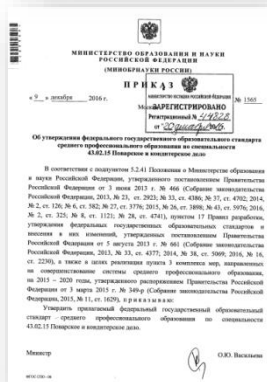 МИНИСТЕРСТВО ОБРАЗОВАНИЯ И НАУКИ
РОССИЙСКОЙ ФЕДЕРАЦИИ
(МИНОБРНАУКИ РОССИИ)
ПРИКАЗ
« 9 » декабря 2016 г.
Москва
№ 1565
ЗАРЕГИСТРИРОВАНО
Регистрационный № 44828
Об утверждении федерального государственного образовательного стандарта
среднего профессионального образования по специальности
43.02.15 Поварское и кондитерское дело
В соответствии с подпунктом 5.2.41 Положения о Министерстве образования
и науки Российской Федерации, утвержденного постановлением Правительства
Российской Федерации от 3 июня 2013 г. № 466 (Собрание законодательства
Российской Федерации, 2013, № 23, ст. 2923; № 33, ст. 4386; № 37, ст. 4702; 2014,
№ 2, ст. 126; № 6, ст. 582; № 27, ст. 3776; 2015, № 26, ст. 3898; № 43, ст. 5976; 2016,
№ 2, ст. 325; № 8, ст. 1121; № 28, ст. 4741), пунктом 17 Правил разработки,
утверждения федеральных государственных образовательных стандартов и
внесения в них изменений, утвержденных постановлением Правительства
Российской Федерации от 5 августа 2013 г. № 661 (Собрание законодательства
Российской Федерации, 2013, № 33, ст. 4377; 2014, № 38, ст. 5069, 2016, № 16,
ст. 2230), а также в целях реализации пункта 3 комплекса мер, направленных
на совершенствование системы среднего профессионального образования,
на 2015 – 2020 годы, утвержденного распоряжением Правительства Российской
Федерации от 3 марта 2015 г. № 349-р (Собрание законодательства Российской
Федерации, 2015, № 11, ст. 1629), приказываю:
Утвердить прилагаемый федеральный государственный образовательный
стандарт среднего профессионального образования по специальности
43.02.15 Поварское и кондитерское дело.
Министр
О.Ю. Васильева